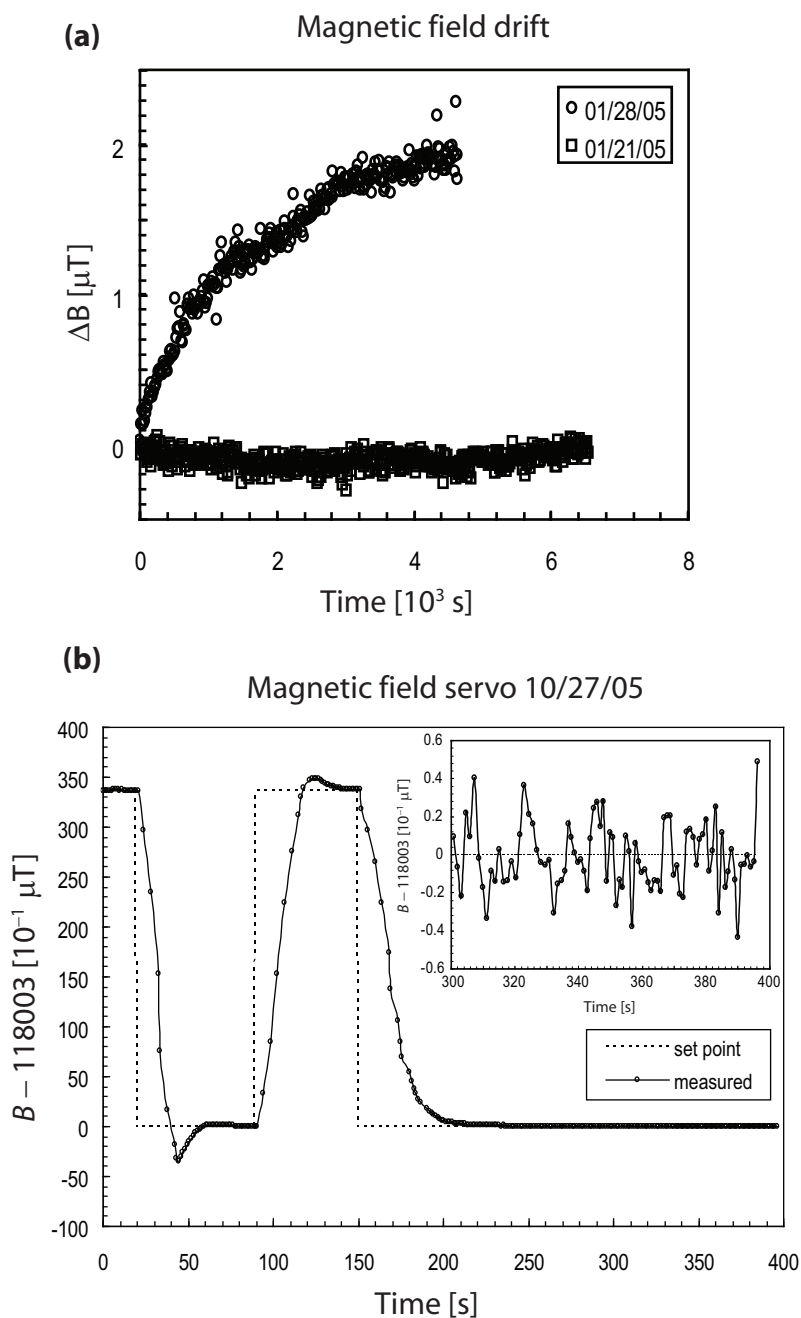 (a)
Magnetic field drift
01/28/05
01/21/05
2
1
0
ΔB [μT]
0 2 4 6 8
Time [10³ s]
(b)
Magnetic field servo 10/27/05
400
350
300
250
200
150
100
50
0
-50
-100
B – 118003 [10⁻¹ μT]
0 50 100 150 200 250 300 350 400
Time [s]
0.6
0.4
0.2
0
-0.2
-0.4
-0.6
B – 118003 [10⁻¹ μT]
300 320 340 360 380 400
Time [s]
set point
measured